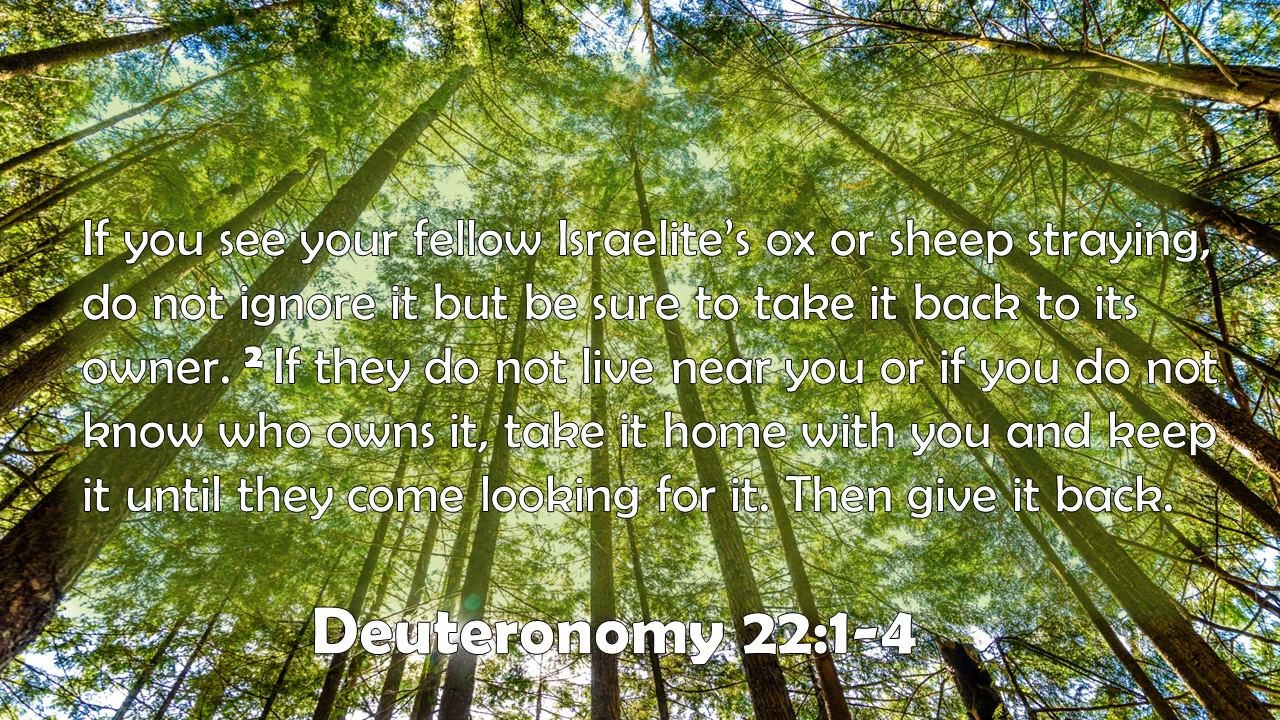 If you see your fellow Israelite’s ox or sheep straying,
do not ignore it but be sure to take it back to its
owner. ² If they do not live near you or if you do not
know who owns it, take it home with you and keep
it until they come looking for it. Then give it back.
Deuteronomy 22:1-4